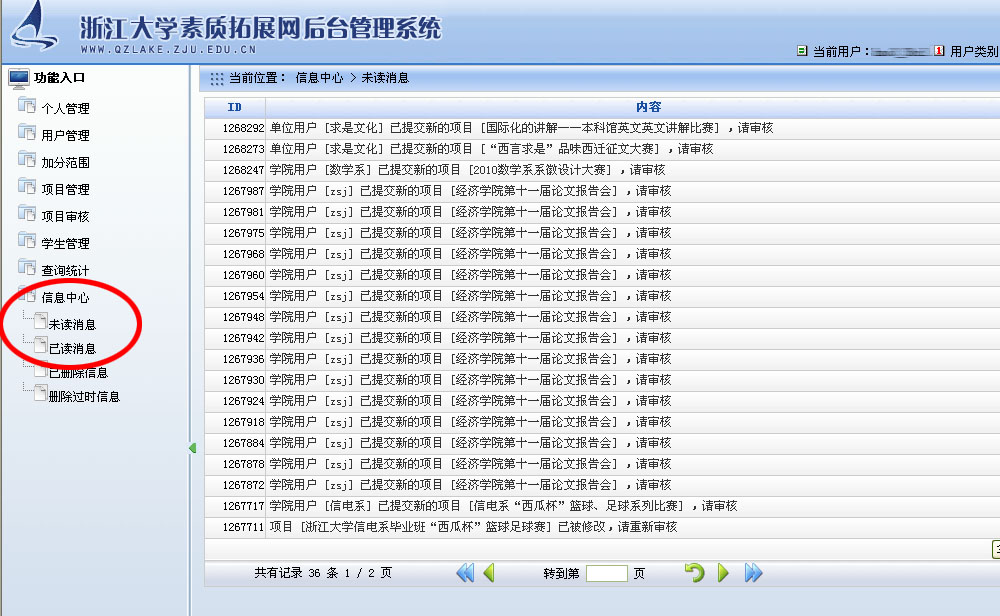 浙江大学素质拓展网后台管理系统
WWW.QZLAKE.ZJU.EDU.CN
当前用户： 用户类别
功能入口
个人管理
用户管理
加分范围
项目管理
项目审核
学生管理
查询统计
信息中心
未读消息
已读消息
已删除信息
删除过时信息
当前位置： 信息中心 > 未读消息
ID 内容
1268292 单位用户 [求是文化] 已提交新的项目 [国际化的讲解——本科馆英文英文讲解比赛] ，请审核
1268273 单位用户 [求是文化] 已提交新的项目 [ “西言求是”品味西迁征文大赛] ，请审核
1268247 学院用户 [数学系] 已提交新的项目 [2010数学系系徽设计大赛] ，请审核
1267987 学院用户 [zsj] 已提交新的项目 [经济学院第十一届论文报告会] ，请审核
1267981 学院用户 [zsj] 已提交新的项目 [经济学院第十一届论文报告会] ，请审核
1267975 学院用户 [zsj] 已提交新的项目 [经济学院第十一届论文报告会] ，请审核
1267968 学院用户 [zsj] 已提交新的项目 [经济学院第十一届论文报告会] ，请审核
1267960 学院用户 [zsj] 已提交新的项目 [经济学院第十一届论文报告会] ，请审核
1267954 学院用户 [zsj] 已提交新的项目 [经济学院第十一届论文报告会] ，请审核
1267948 学院用户 [zsj] 已提交新的项目 [经济学院第十一届论文报告会] ，请审核
1267942 学院用户 [zsj] 已提交新的项目 [经济学院第十一届论文报告会] ，请审核
1267936 学院用户 [zsj] 已提交新的项目 [经济学院第十一届论文报告会] ，请审核
1267930 学院用户 [zsj] 已提交新的项目 [经济学院第十一届论文报告会] ，请审核
1267924 学院用户 [zsj] 已提交新的项目 [经济学院第十一届论文报告会] ，请审核
1267918 学院用户 [zsj] 已提交新的项目 [经济学院第十一届论文报告会] ，请审核
1267884 学院用户 [zsj] 已提交新的项目 [经济学院第十一届论文报告会] ，请审核
1267878 学院用户 [zsj] 已提交新的项目 [经济学院第十一届论文报告会] ，请审核
1267872 学院用户 [zsj] 已提交新的项目 [经济学院第十一届论文报告会] ，请审核
1267717 学院用户 [信电系] 已提交新的项目 [信电系“西瓜杯”篮球、足球系列比赛] ，请审核
1267711 项目 [浙江大学信电系毕业班“西瓜杯”篮球足球赛] 已被修改，请重新审核
共有记录 36 条 1 / 2 页 转到第 页